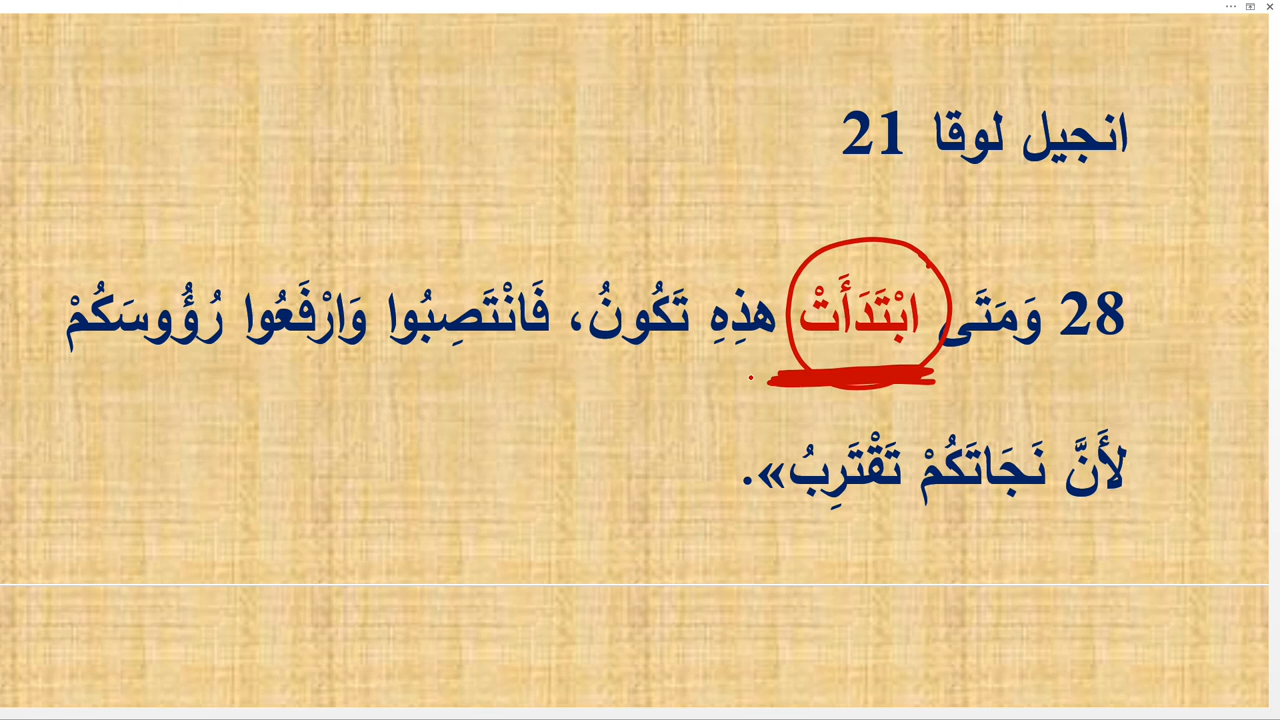 انجيل لوقا 21
28 وَمَتَى ابْتَدَأَتْ هذِهِ تَكُونُ، فَانْتَصِبُوا وَارْفَعُوا رُؤُوسَكُمْ
لأَنَّ نَجَاتَكُمْ تَقْتَرِبُ».